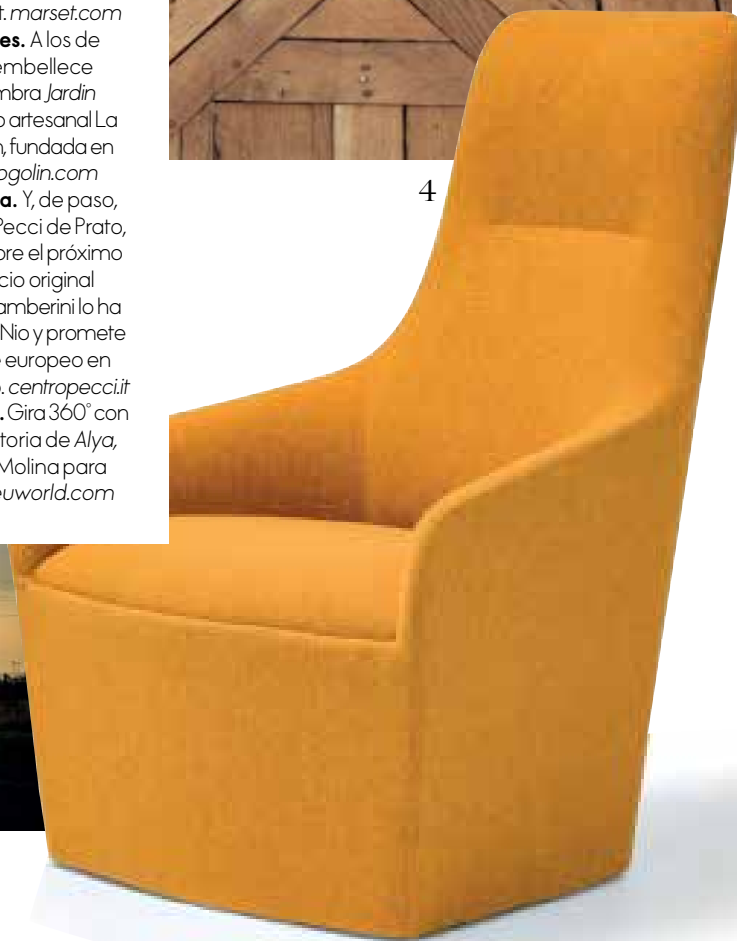 t. marset.com
es. A los de
embellece
mbra Jardin
o artesanal La
n, fundada en
ogolin.com
a. Y, de paso,
Pecci de Prato,
bre el próximo
cio original
amberini lo ha
Nio y promete
e europeo en
o. centropecci.it
. Gira 360° con
toria de Alya,
Molina para
euworld.com
4